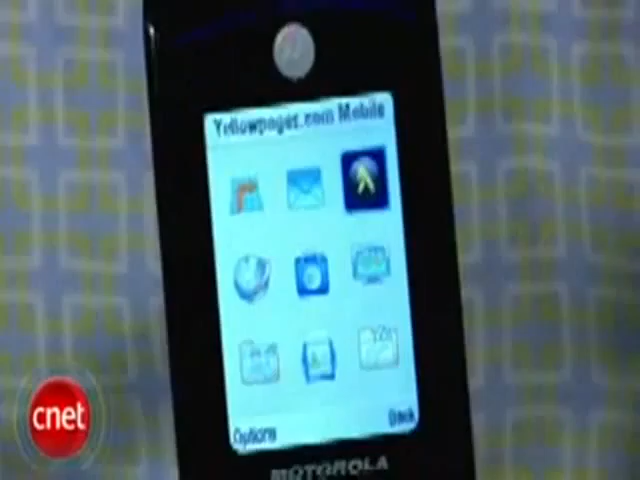 Yellowpages.com Mobile
Options
Back
MOTOROLA
cnet